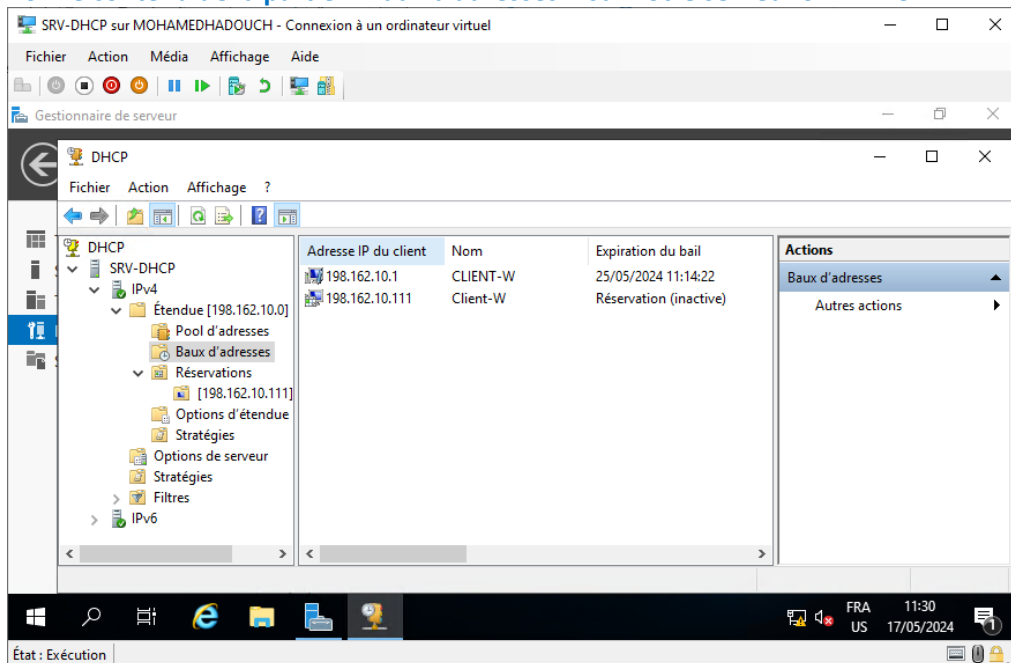 SRV-DHCP sur MOHAMEDHADOUCH - Connexion à un ordinateur virtuel
Fichier Action Média Affichage Aide
Gestionnaire de serveur
DHCP
Fichier Action Affichage ?
DHCP
SRV-DHCP
IPv4
Étendue [198.162.10.0]
Pool d'adresses
Baux d'adresses
Réservations
[198.162.10.111]
Options d'étendue
Stratégies
Options de serveur
Stratégies
Filtres
IPv6
Adresse IP du client Nom Expiration du bail
198.162.10.1 CLIENT-W 25/05/2024 11:14:22
198.162.10.111 Client-W Réservation (inactive)
Actions
Baux d'adresses
Autres actions
FRA 11:30
US 17/05/2024
1
État : Exécution